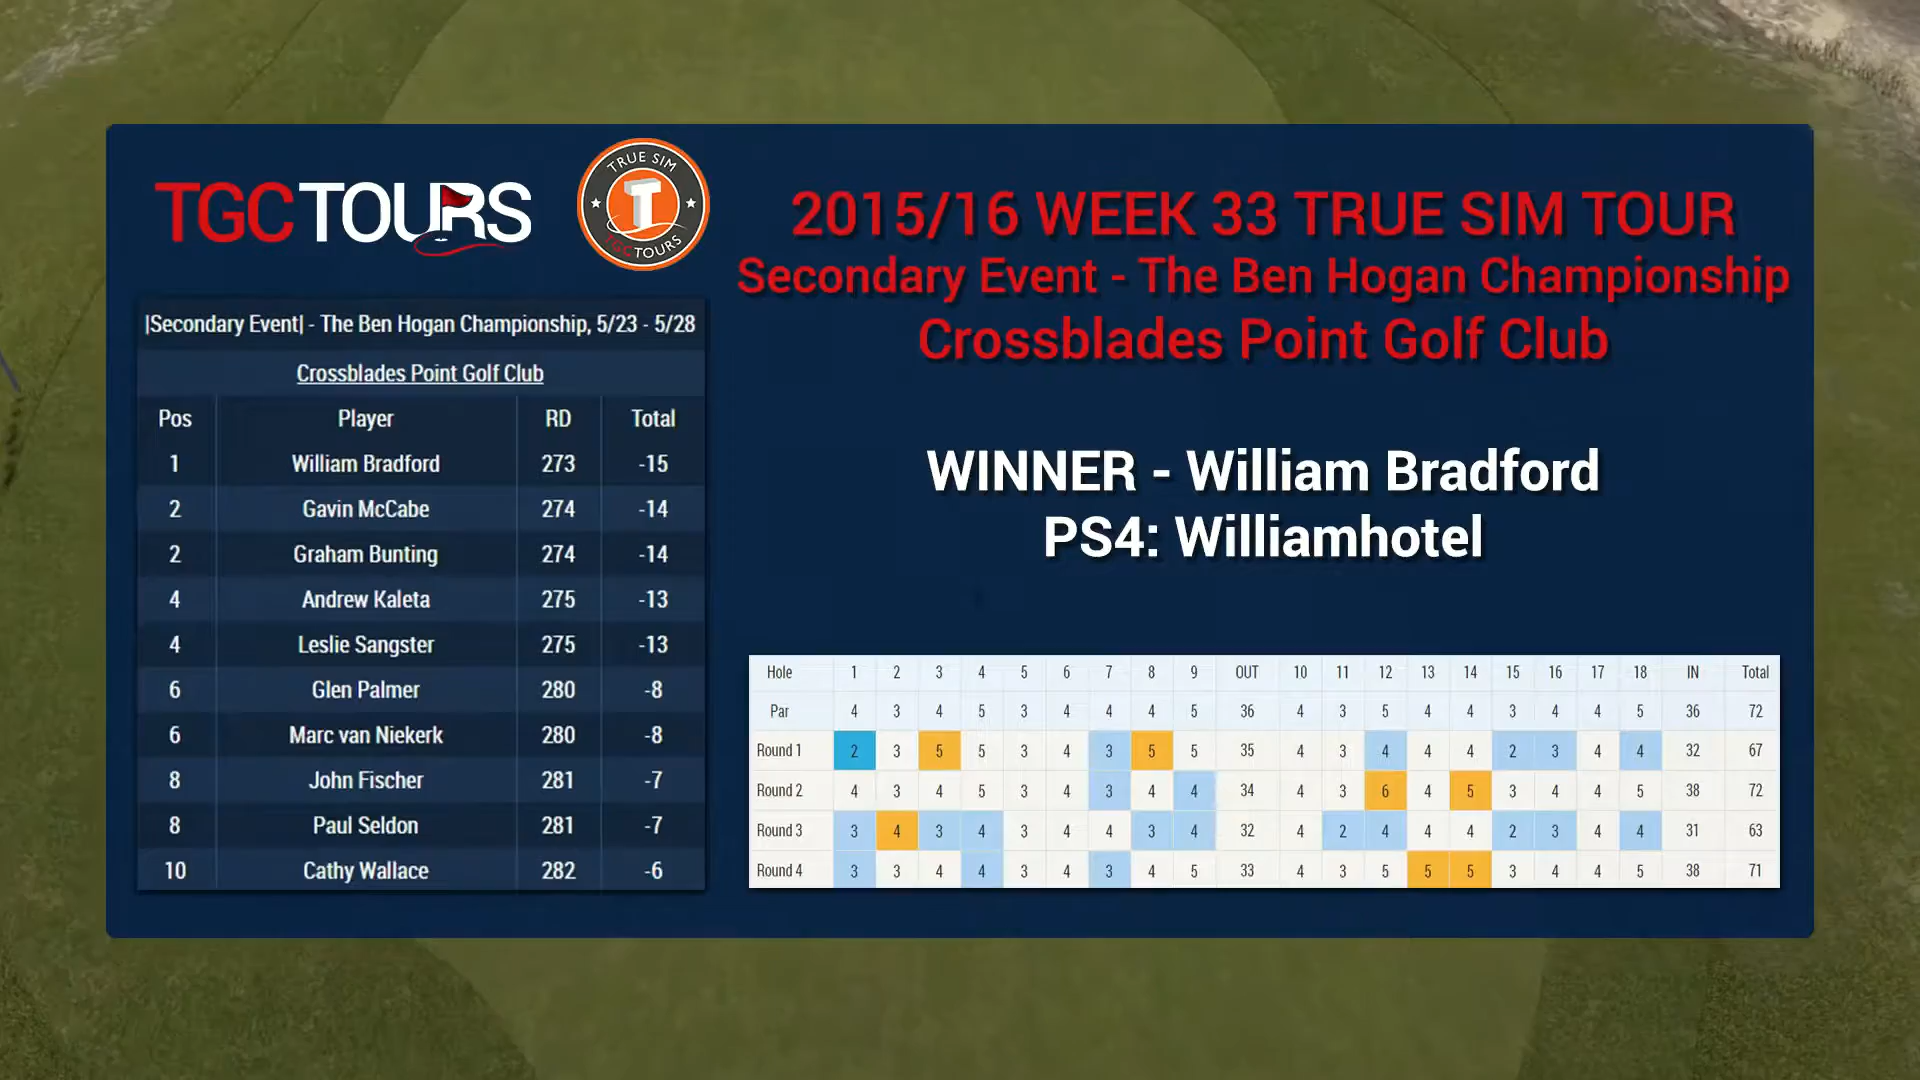 TGCTOURS
TRUE SIM
T
TGCTOURS
2015/16 WEEK 33 TRUE SIM TOUR
Secondary Event - The Ben Hogan Championship
Crossblades Point Golf Club
|Secondary Event| - The Ben Hogan Championship, 5/23 - 5/28
Crossblades Point Golf Club
Pos Player RD Total
1 William Bradford 273 -15
2 Gavin McCabe 274 -14
2 Graham Bunting 274 -14
4 Andrew Kaleta 275 -13
4 Leslie Sangster 275 -13
6 Glen Palmer 280 -8
6 Marc van Niekerk 280 -8
8 John Fischer 281 -7
8 Paul Seldon 281 -7
10 Cathy Wallace 282 -6
WINNER - William Bradford
PS4: Williamhotel
Hole 1 2 3 4 5 6 7 8 9 OUT 10 11 12 13 14 15 16 17 18 IN Total
Par 4 3 4 5 3 4 4 4 5 36 4 3 5 4 4 3 4 4 5 36 72
Round 1 2 3 5 5 3 4 3 5 5 35 4 3 4 4 4 2 3 4 4 32 67
Round 2 4 3 4 5 3 4 3 4 4 34 4 3 6 4 5 3 4 4 5 38 72
Round 3 3 4 3 4 3 4 4 3 4 32 4 2 4 4 4 2 3 4 4 31 63
Round 4 3 3 4 4 3 4 3 4 5 33 4 3 5 5 5 3 4 4 5 38 71